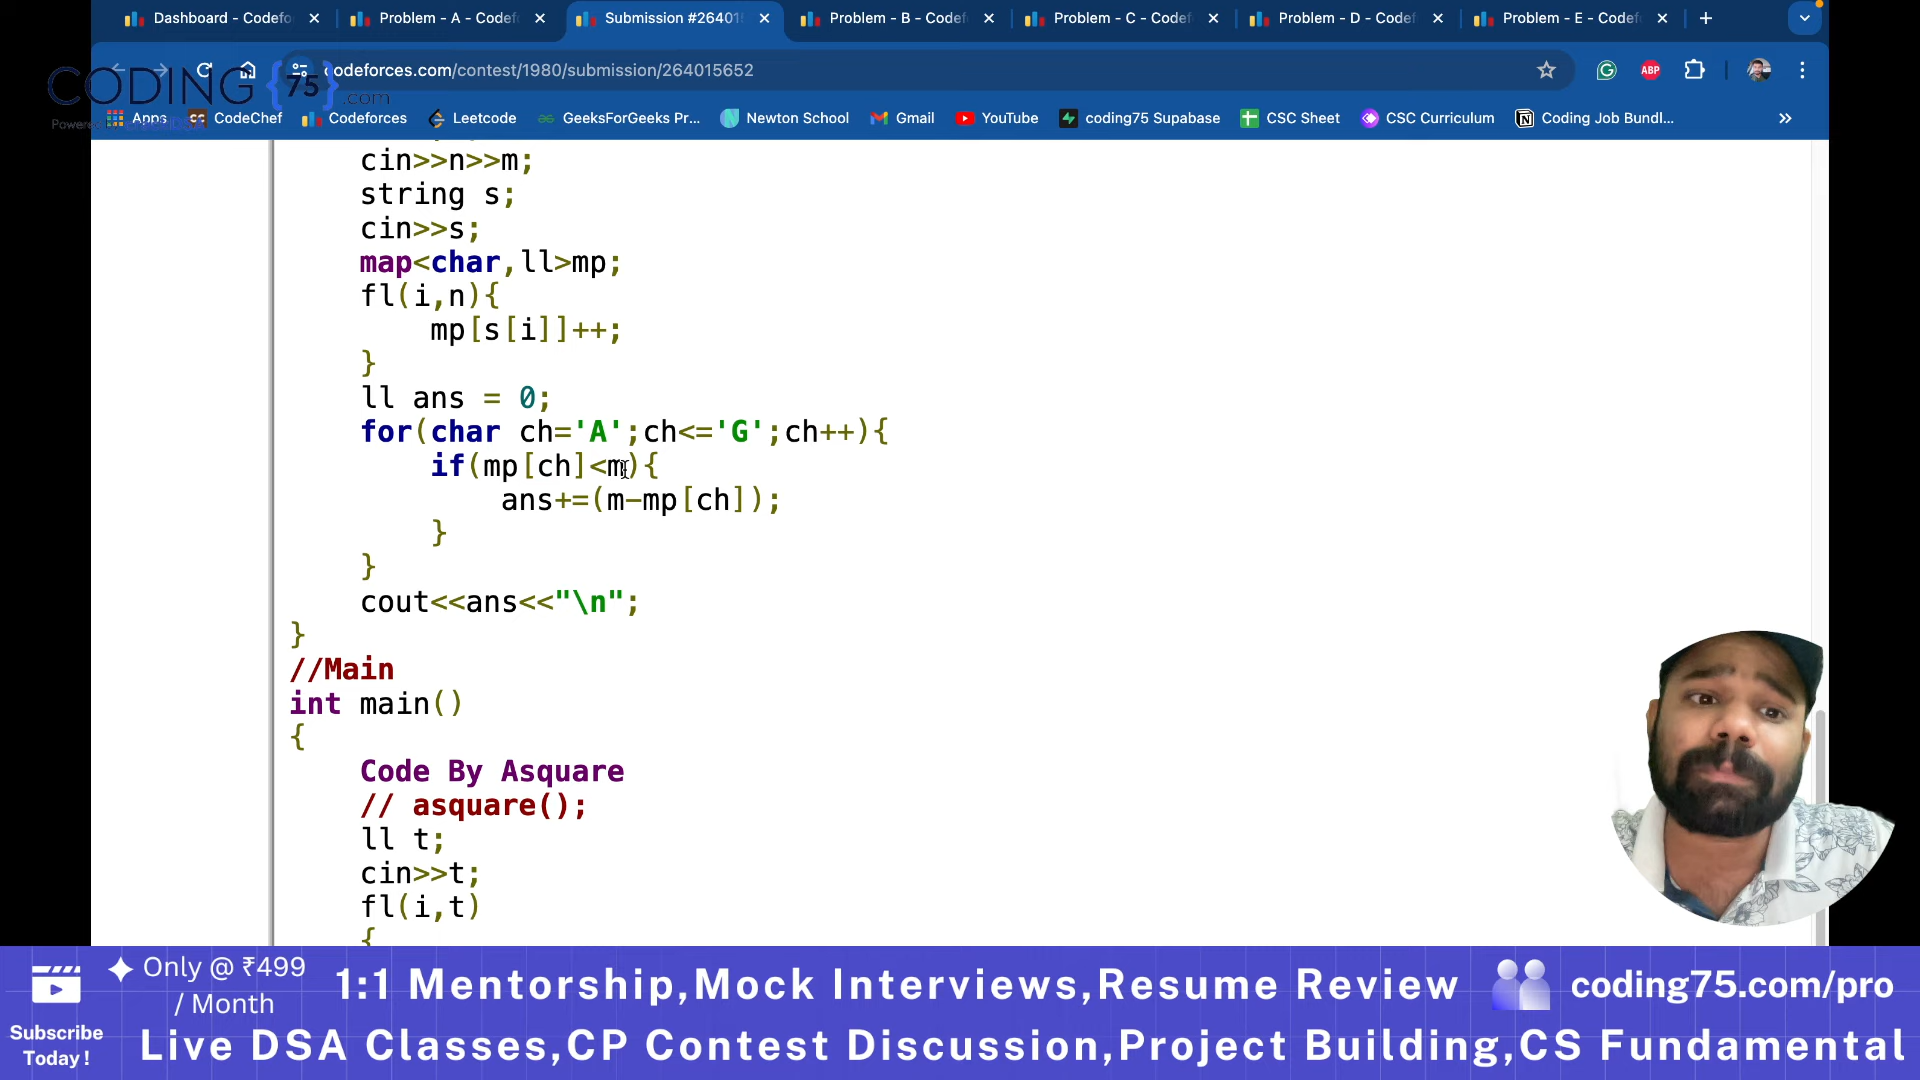 Dashboard - Codefo
Problem - A - Codef
Submission #26401
Problem - B - Codef
Problem - C - Codef
Problem - D - Codef
Problem - E - Codef
codeforces.com/contest/1980/submission/264015652
ABP
CODING {75} .com
Apps
CodeChef
Codeforces
Leetcode
GeeksForGeeks Pr...
Newton School
Gmail
YouTube
coding75 Supabase
CSC Sheet
CSC Curriculum
Coding Job Bundl...
cin>>n>>m;
string s;
cin>>s;
map<char,ll>mp;
fl(i,n){
mp[s[i]]++;
}
ll ans = 0;
for(char ch='A';ch<='G';ch++){
if(mp[ch]<m){
ans+=(m-mp[ch]);
}
}
cout<<ans<<"\n";
}
//Main
int main()
{
Code By Asquare
// asquare();
ll t;
cin>>t;
fl(i,t)
{
Only @ ₹499
/ Month
Subscribe
Today !
1:1 Mentorship,Mock Interviews,Resume Review
coding75.com/pro
Live DSA Classes,CP Contest Discussion,Project Building,CS Fundamental